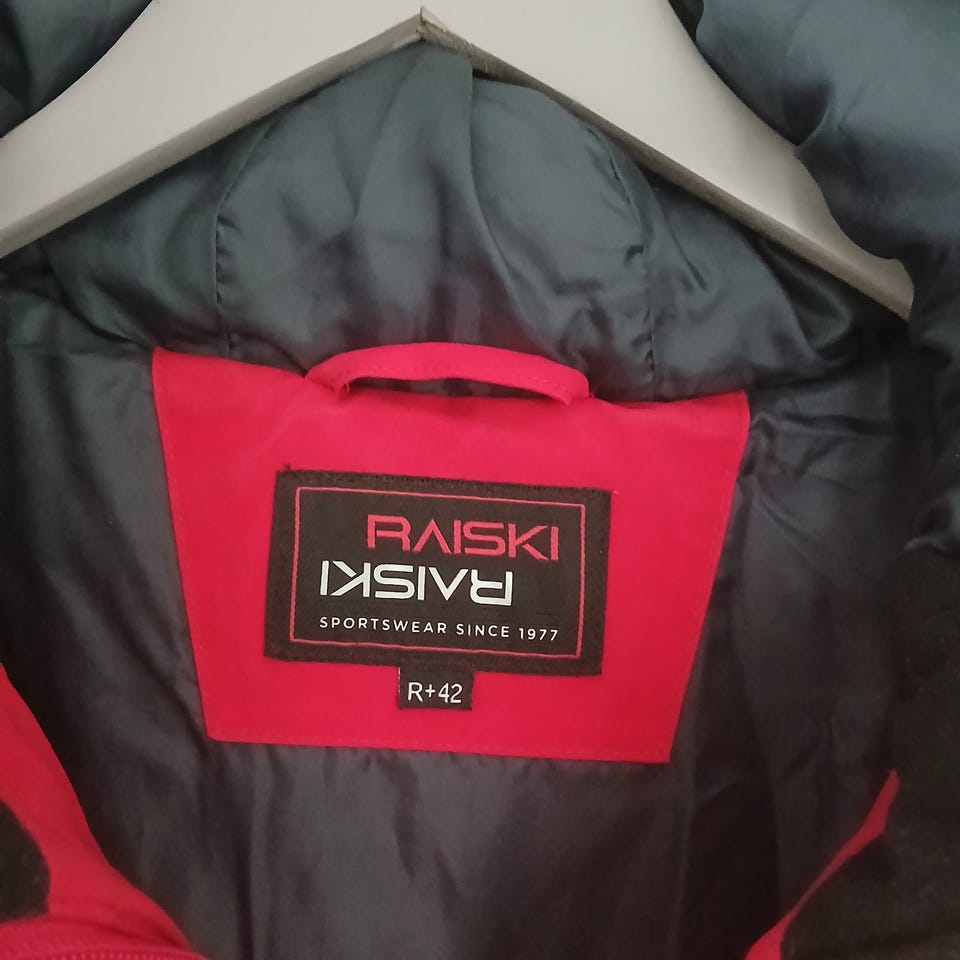 RAISKI
RAISKI
SPORTSWEAR SINCE 1977
R+42